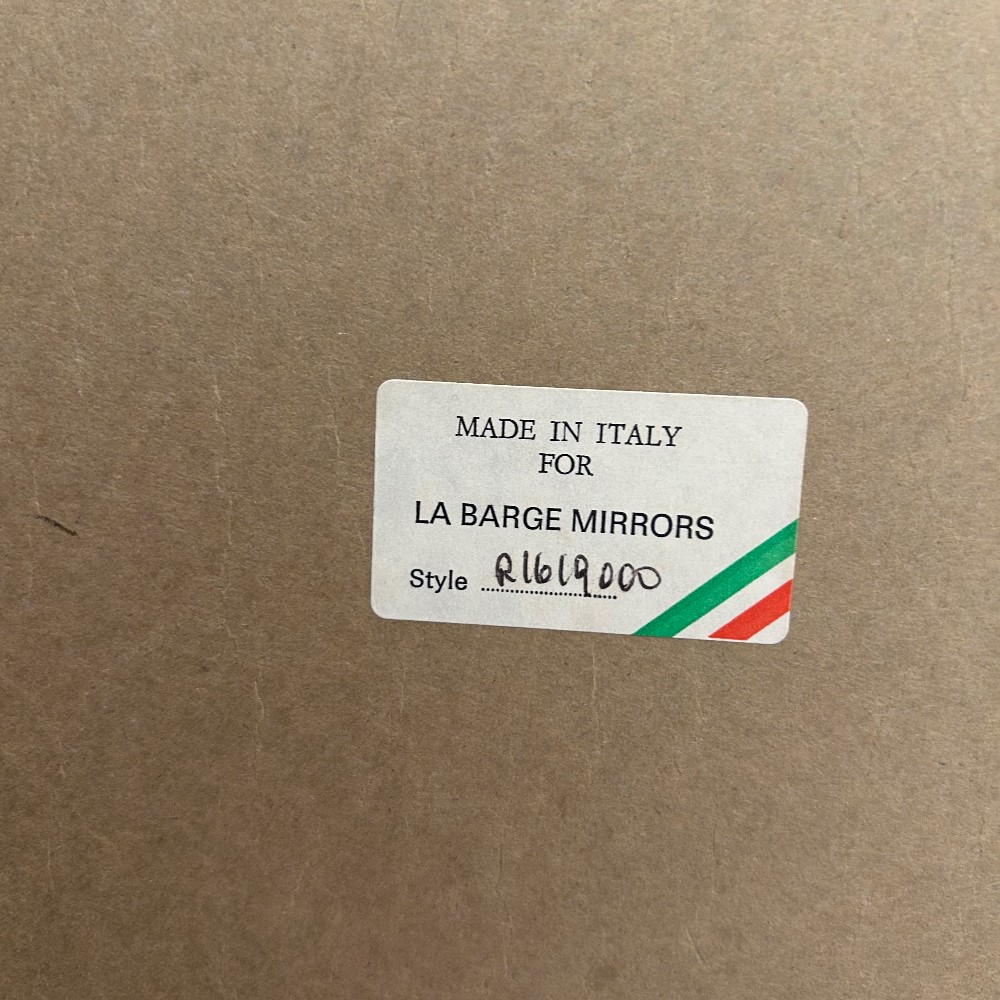 MADE IN ITALY
FOR
LA BARGE MIRRORS
Style R1619000